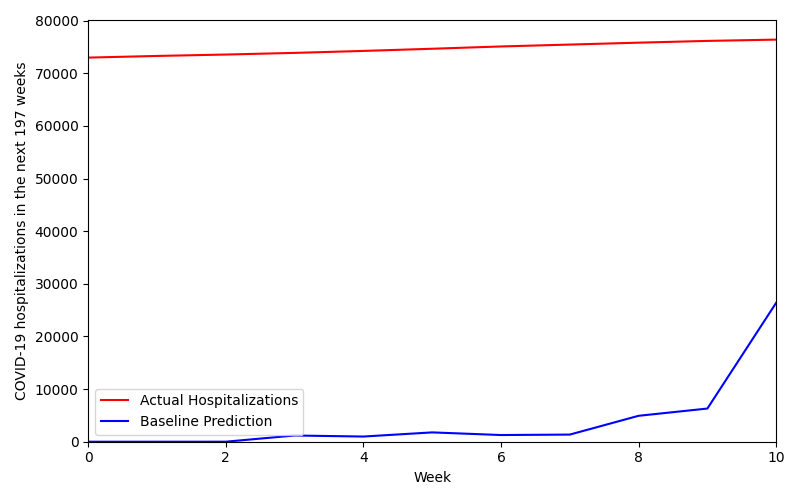 COVID-19 hospitalizations in the next 197 weeks
80000
70000
60000
50000
40000
30000
20000
10000
0
Actual Hospitalizations
Baseline Prediction
0 2 4 6 8 10
Week